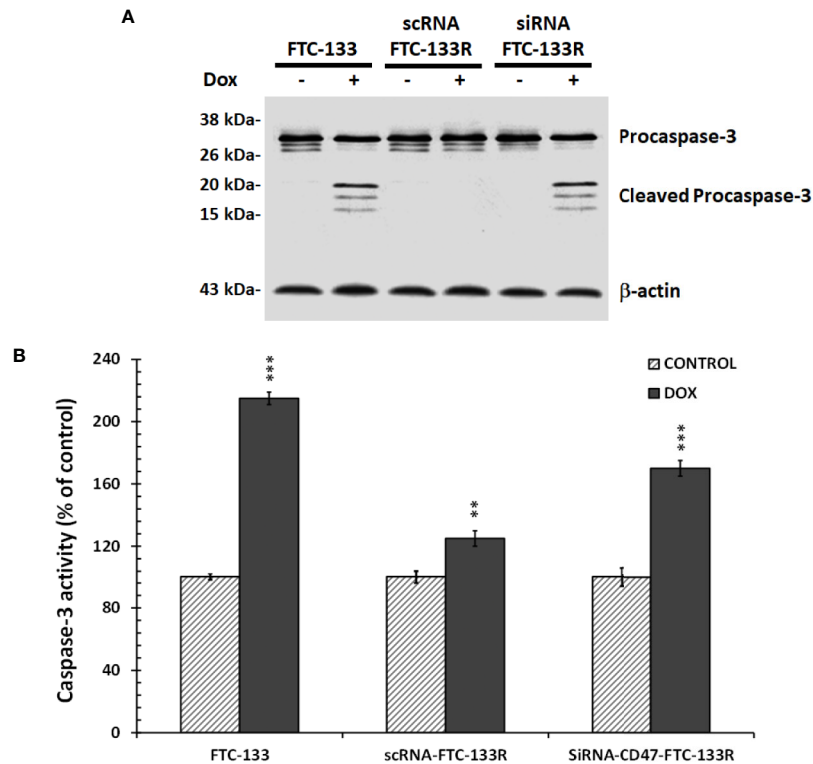 A
scRNA siRNA
FTC-133 FTC-133R FTC-133R
Dox - + - + - +
38 kDa-
Procaspase-3
26 kDa-
20 kDa-
Cleaved Procaspase-3
15 kDa-
43 kDa- β-actin
B
240
CONTROL
DOX
200
160
120
80
40
0
Caspase-3 activity (% of control)
***
**
***
FTC-133 scRNA-FTC-133R SiRNA-CD47-FTC-133R